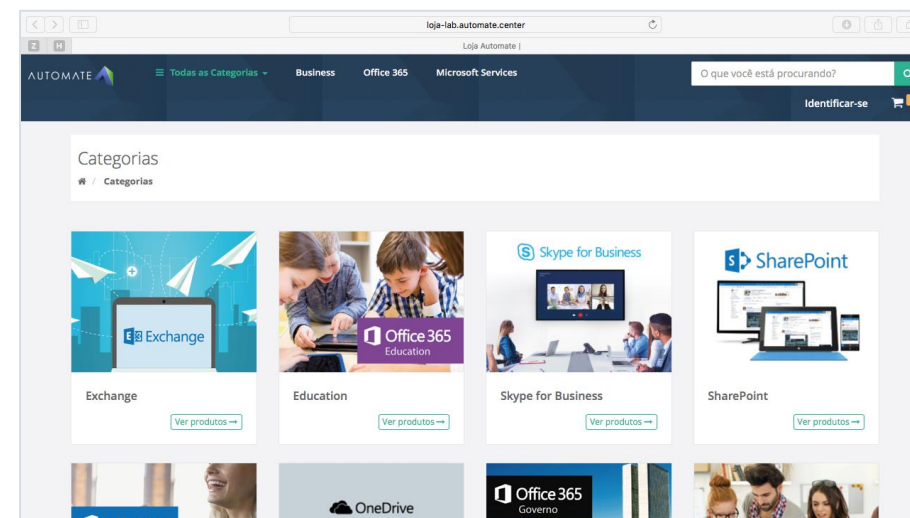 loja-lab.automate.center
Z H
Loja Automate |
AUTOMATE
Todas as Categorias
Business
Office 365
Microsoft Services
O que você está procurando?
Identificar-se
Categorias
/ Categorias
E Exchange
Office 365
Education
S Skype for Business
S SharePoint
Exchange
Education
Skype for Business
SharePoint
Ver produtos →
Ver produtos →
Ver produtos →
Ver produtos →
OneDrive
Office 365
Governo